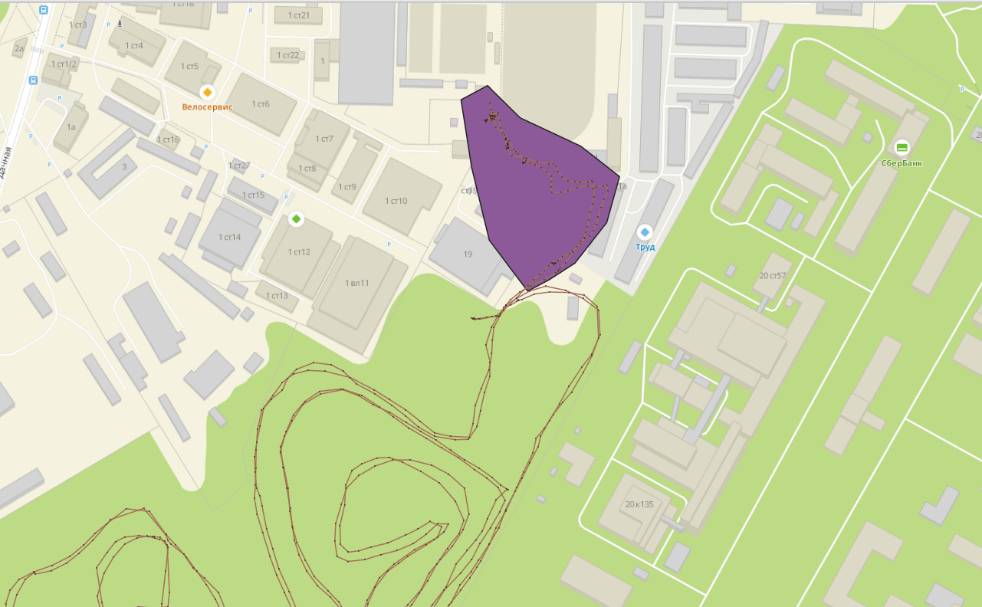 1 ст18
1 ст21
1 ст3
1 ст4
2а
1 ст22
1
1 ст1/2
1 ст5
Велосервис
1 ст6
1а
1 ст16
1 ст7
3
1 ст27
1 ст8
1 ст9
1 ст15
1 ст10
Дачная
СберБанк
1 ст14
1 ст12
19
Труд
20 ст57
1 вл11
1 ст13
20к135